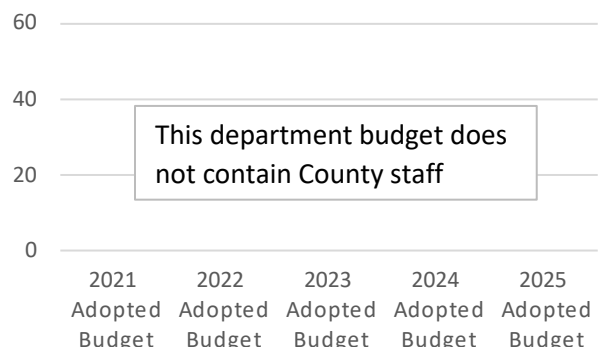 60
40
This department budget does
not contain County staff
20
0
2021 2022 2023 2024 2025
Adopted Adopted Adopted Adopted Adopted
Budget Budget Budget Budget Budget